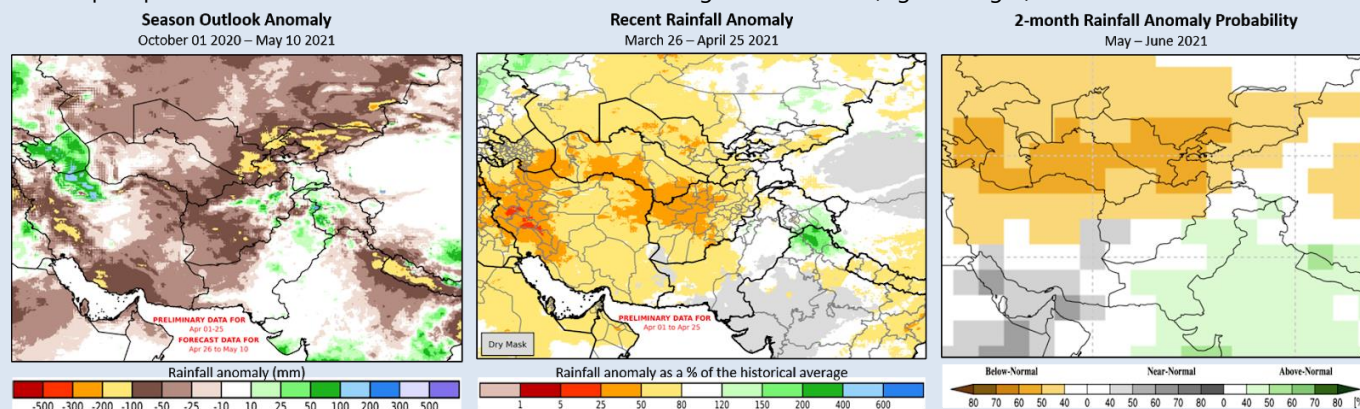 Season Outlook Anomaly
October 01 2020 – May 10 2021
PRELIMINARY DATA FOR
Apr 01-25
FORECAST DATA FOR
Apr 26 to May 10
Rainfall anomaly (mm)
-500 -300 -200 -100 -50 -25 -10 10 25 50 100 200 300 500
Recent Rainfall Anomaly
March 26 – April 25 2021
PRELIMINARY DATA FOR
Apr 01 to Apr 25
Dry Mask
Rainfall anomaly as a % of the historical average
1 5 25 50 80 120 150 200 400 600
2-month Rainfall Anomaly Probability
May – June 2021
Below-Normal Near-Normal Above-Normal
80 70 60 50 40 0 40 50 60 70 80 0 40 50 60 70 80